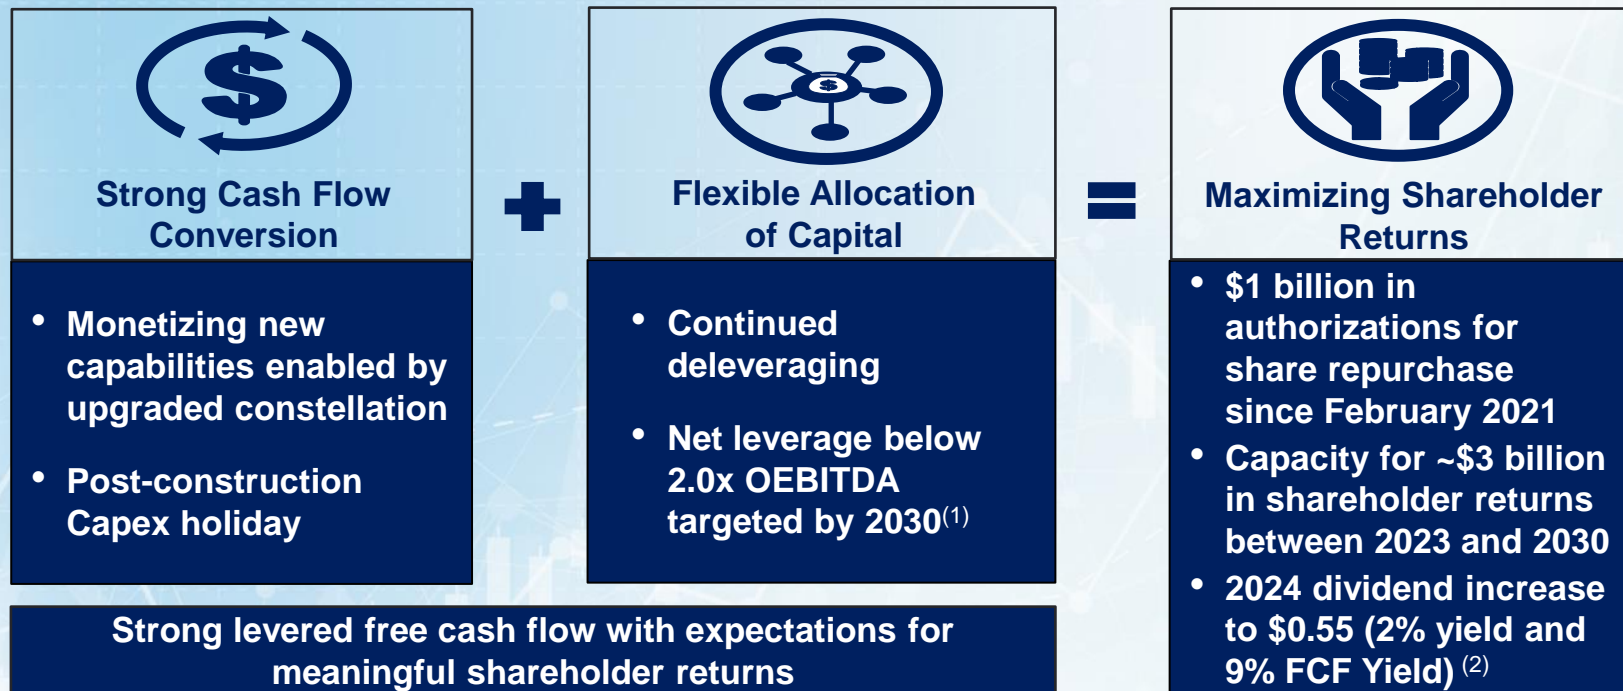 $
Strong Cash Flow
Conversion
• Monetizing new
capabilities enabled by
upgraded constellation
• Post-construction
Capex holiday
+
$
Flexible Allocation
of Capital
• Continued
deleveraging
• Net leverage below
2.0x OEBITDA
targeted by 2030(1)
=
Maximizing Shareholder
Returns
• $1 billion in
authorizations for
share repurchase
since February 2021
• Capacity for ~$3 billion
in shareholder returns
between 2023 and 2030
• 2024 dividend increase
to $0.55 (2% yield and
9% FCF Yield) (2)
Strong levered free cash flow with expectations for
meaningful shareholder returns